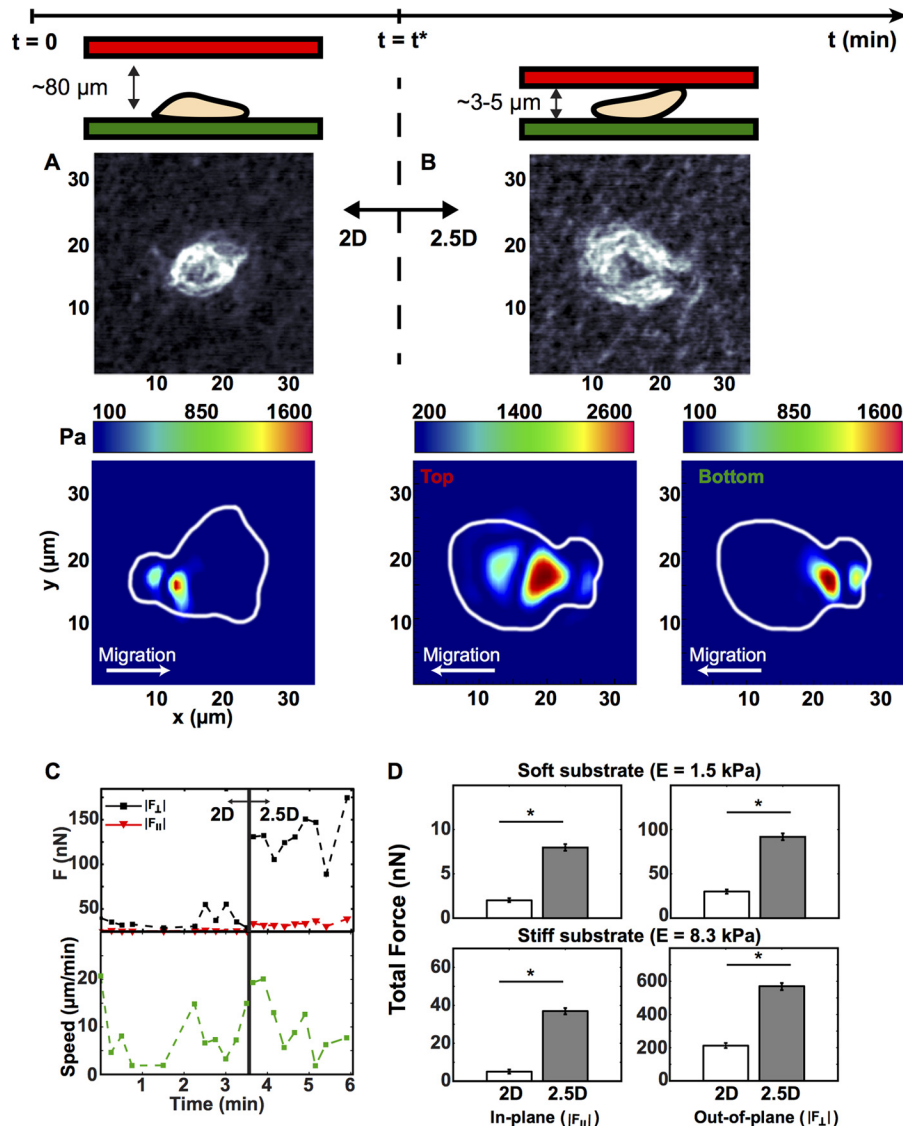 t = 0
t = t*
t (min)
~80 µm
~3-5 µm
A
B
30
20
10
10 20 30
2D
2.5D
30
20
10
10 20 30
Pa
100 850 1600
200 1400 2600
100 850 1600
y (µm)
30
20
10
Migration
10 20 30
x (µm)
Top
30
20
10
Migration
10 20 30
Bottom
30
20
10
Migration
10 20 30
C
|F⊥|
|F||||
2D
2.5D
F (nN)
150
100
50
Speed (µm/min)
20
10
0
1 2 3 4 5 6
Time (min)
D
Soft substrate (E = 1.5 kPa)
Total Force (nN)
10
5
0
*
100
50
0
*
Stiff substrate (E = 8.3 kPa)
60
40
20
0
*
600
400
200
0
*
2D 2.5D
In-plane (|F|||)
2D 2.5D
Out-of-plane (|F⊥|)